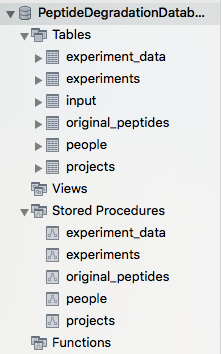 PeptideDegradationDatab...
Tables
experiment_data
experiments
input
original_peptides
people
projects
Views
Stored Procedures
experiment_data
experiments
original_peptides
people
projects
Functions